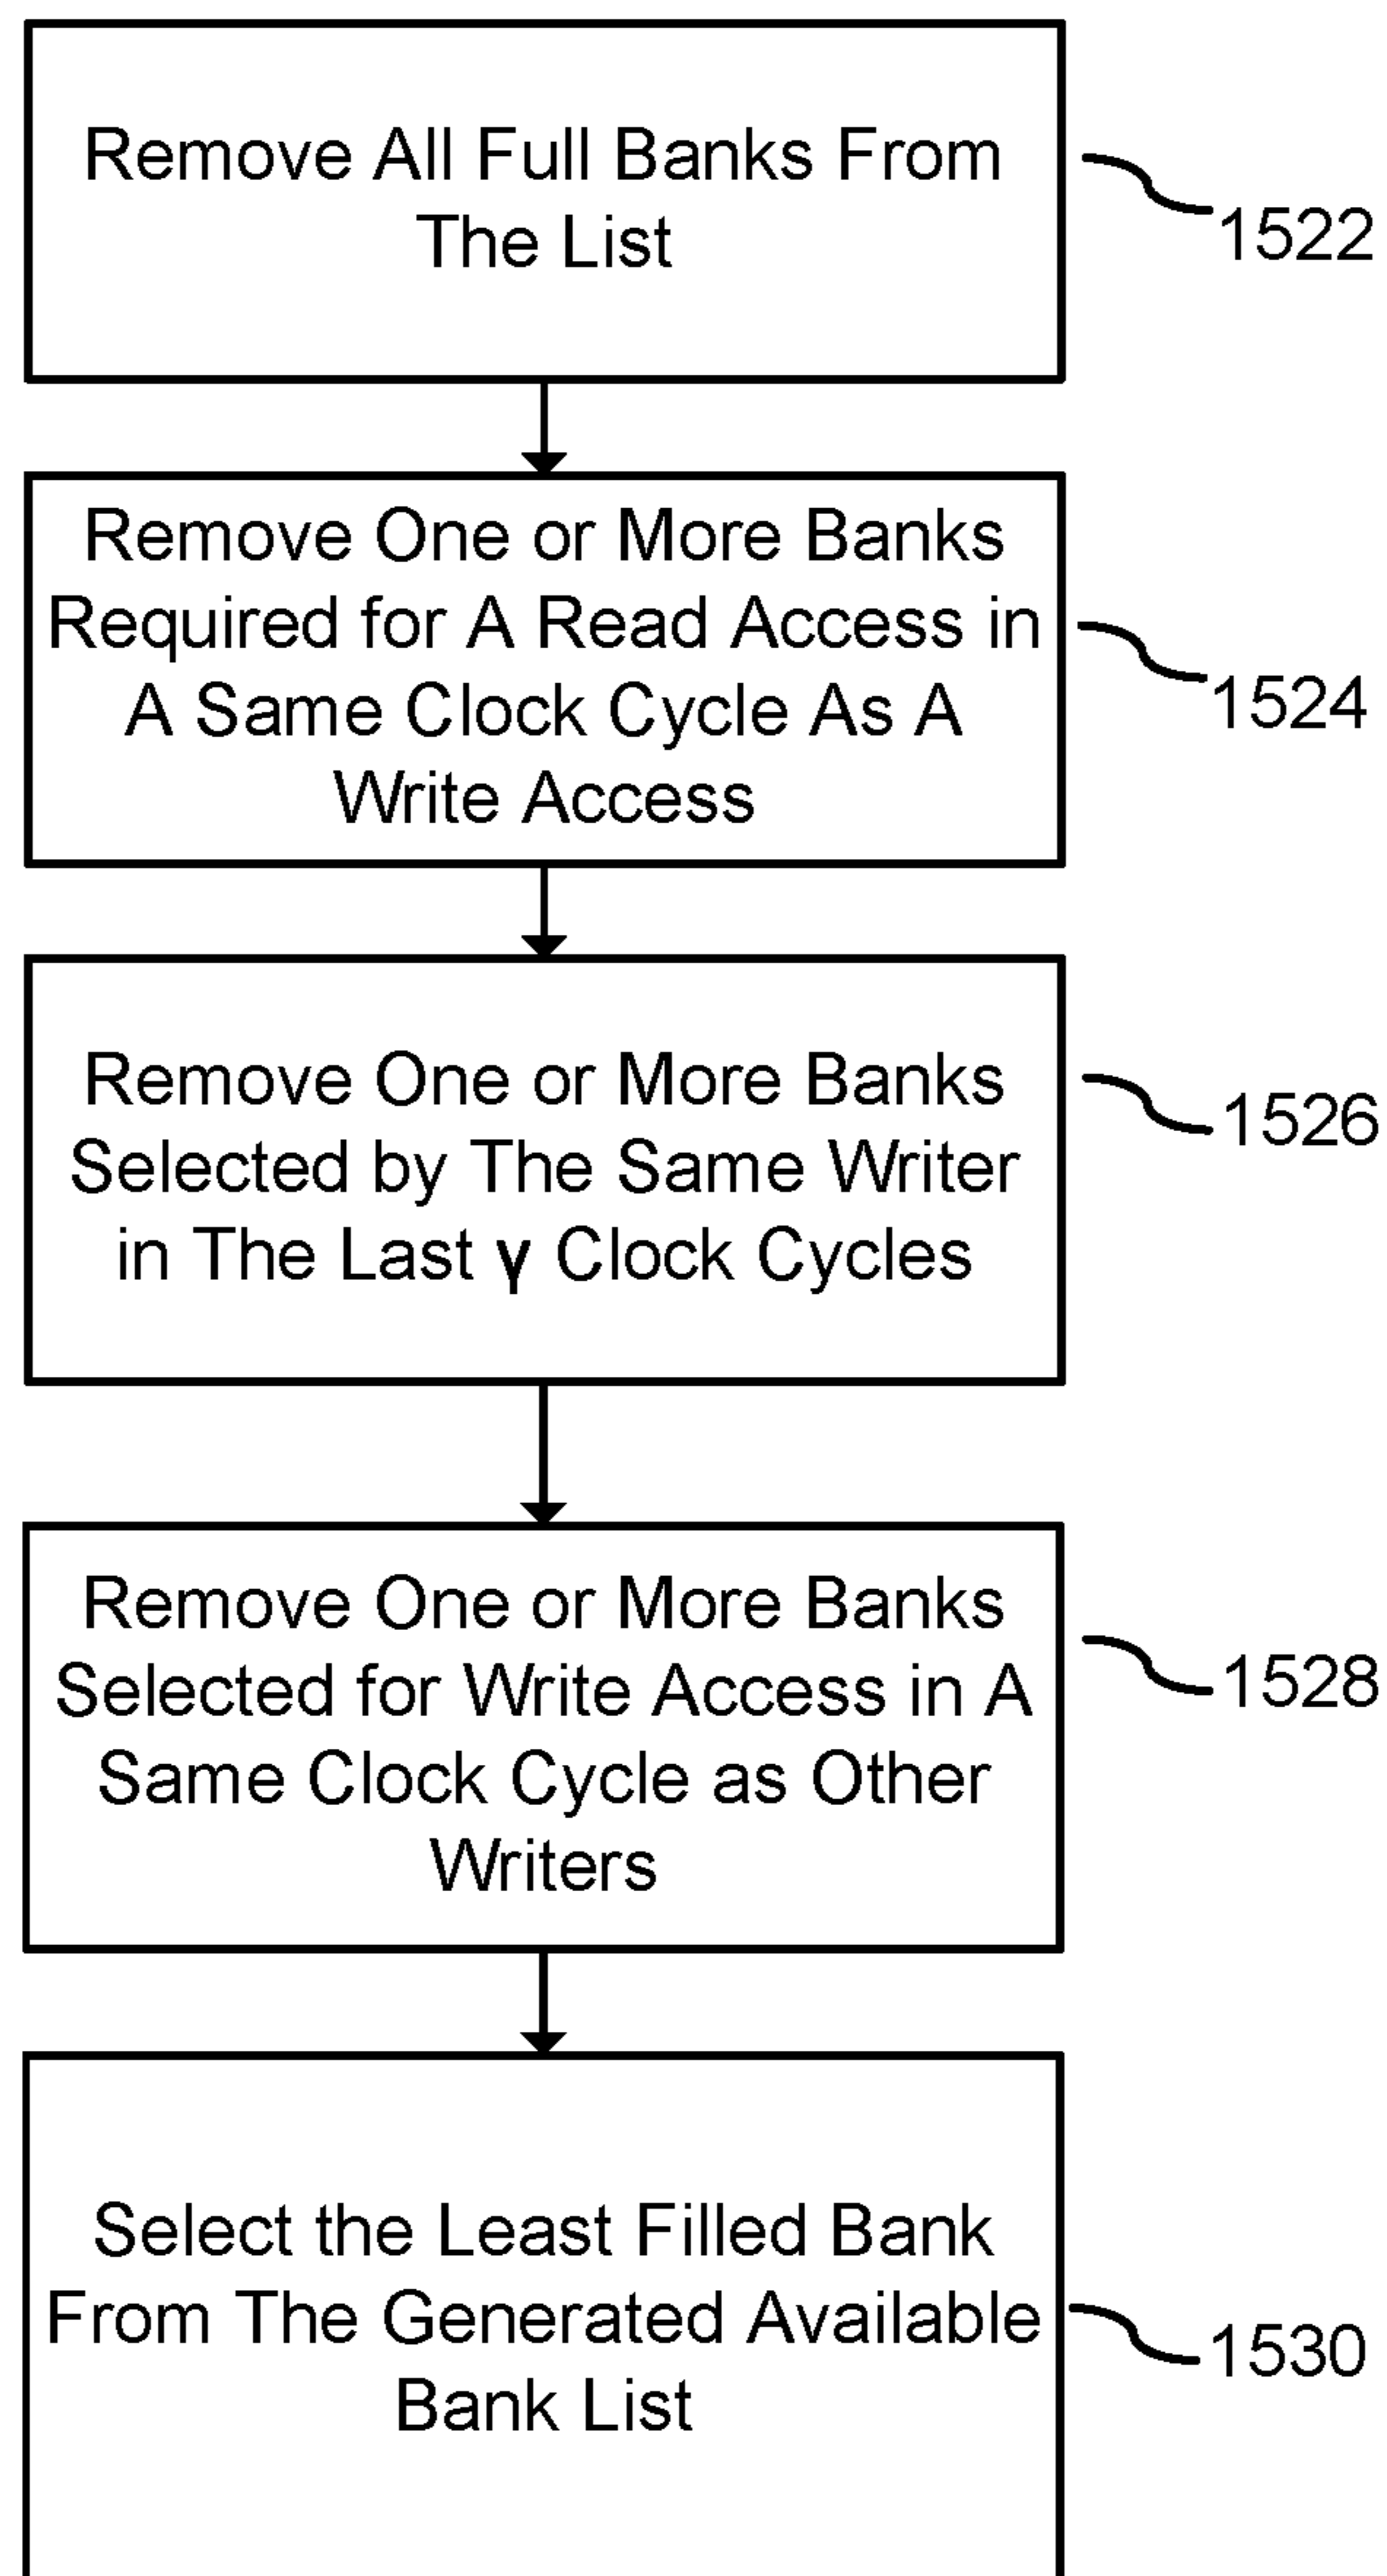 Remove All Full Banks From
The List
1522
Remove One or More Banks
Required for A Read Access in
A Same Clock Cycle As A
Write Access
1524
Remove One or More Banks
Selected by The Same Writer
in The Last γ Clock Cycles
1526
Remove One or More Banks
Selected for Write Access in A
Same Clock Cycle as Other
Writers
1528
Select the Least Filled Bank
From The Generated Available
Bank List
1530